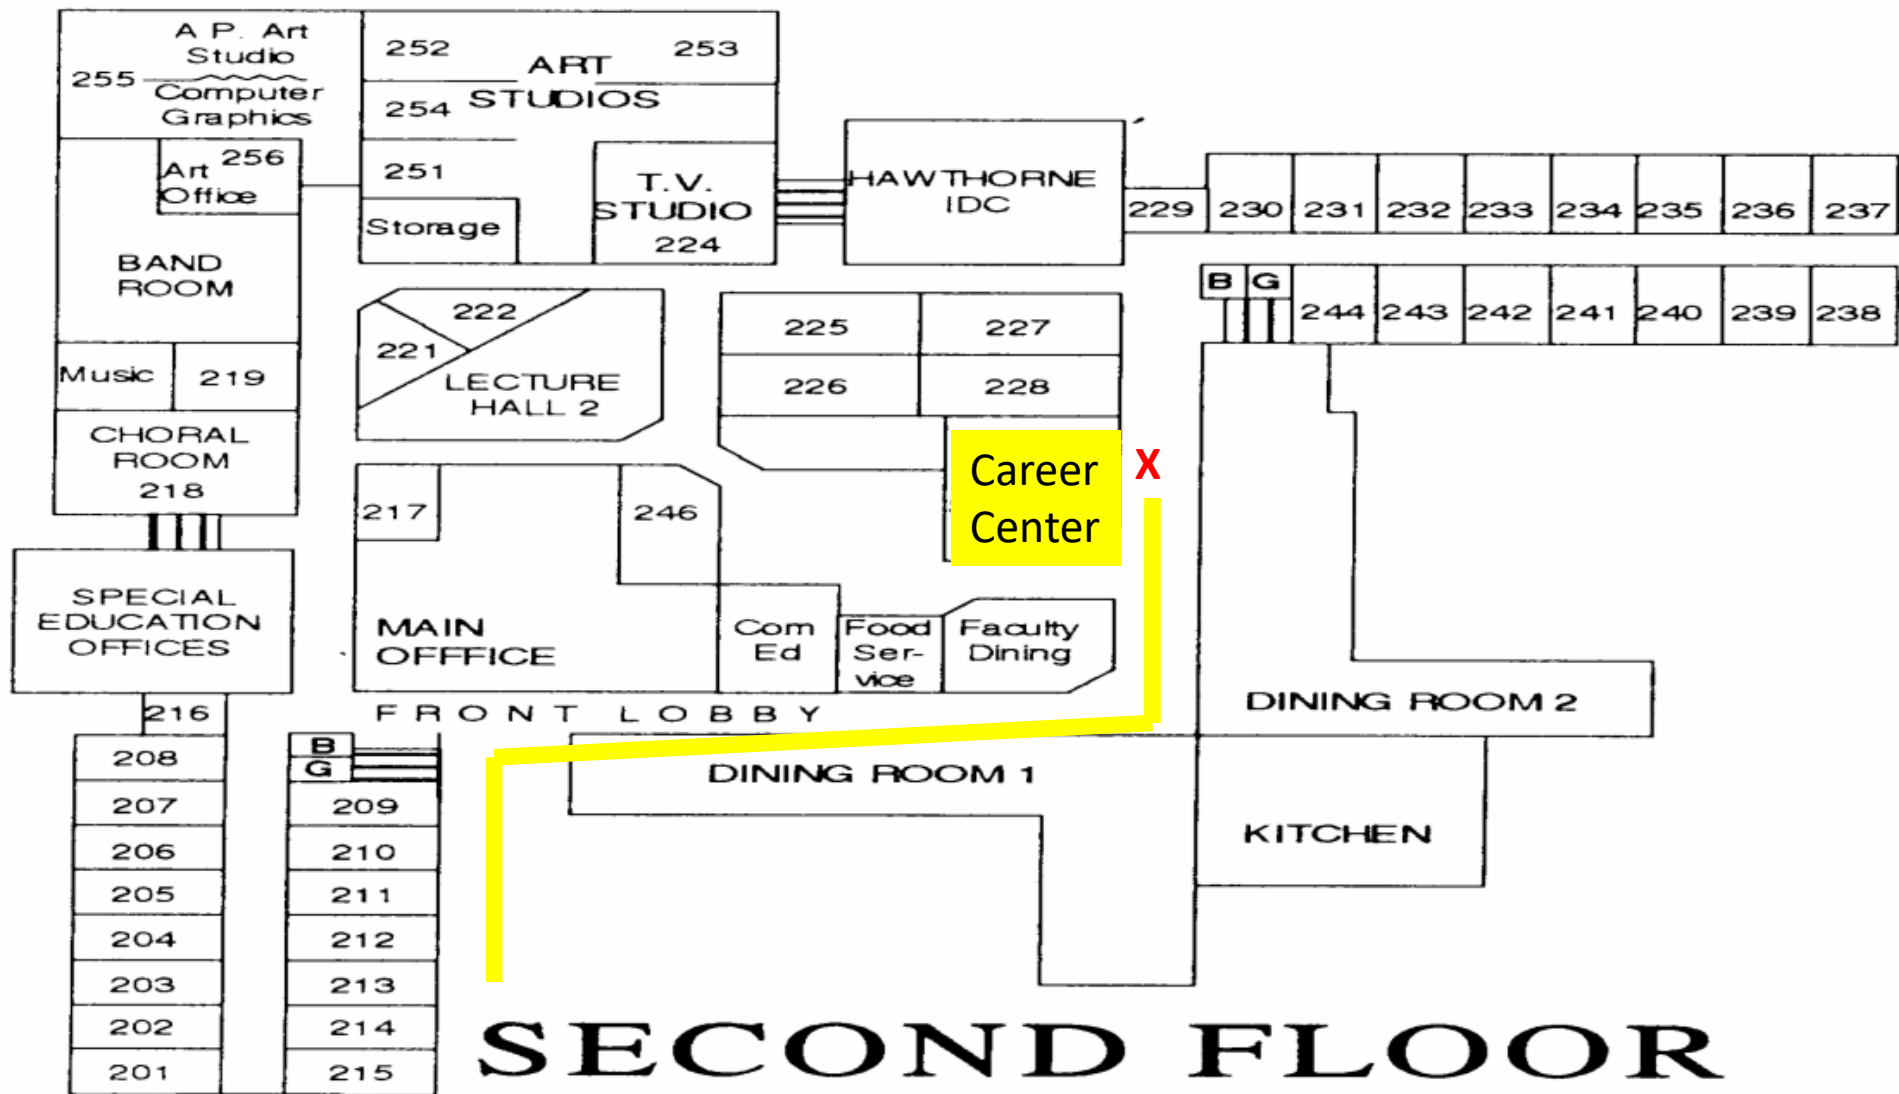 A P. Art
Studio
255
Computer
Graphics
252
253
ART
STUDIOS
254
256
Art
Office
251
Storage
T.V.
STUDIO
224
HAWTHORNE
IDC
229
230
231
232
233
234
235
236
237
BAND
ROOM
222
221
LECTURE
HALL 2
225
227
226
228
B
G
244
243
242
241
240
239
238
Music
219
CHORAL
ROOM
218
217
246
Career
Center
X
SPECIAL
EDUCATION
OFFICES
MAIN
OFFFICE
Com
Ed
Food
Ser-
vice
Faculty
Dining
216
FRONT LOBBY
DINING ROOM 2
208
B
G
DINING ROOM 1
207
209
KITCHEN
206
210
205
211
204
212
203
213
202
214
201
215
SECOND FLOOR